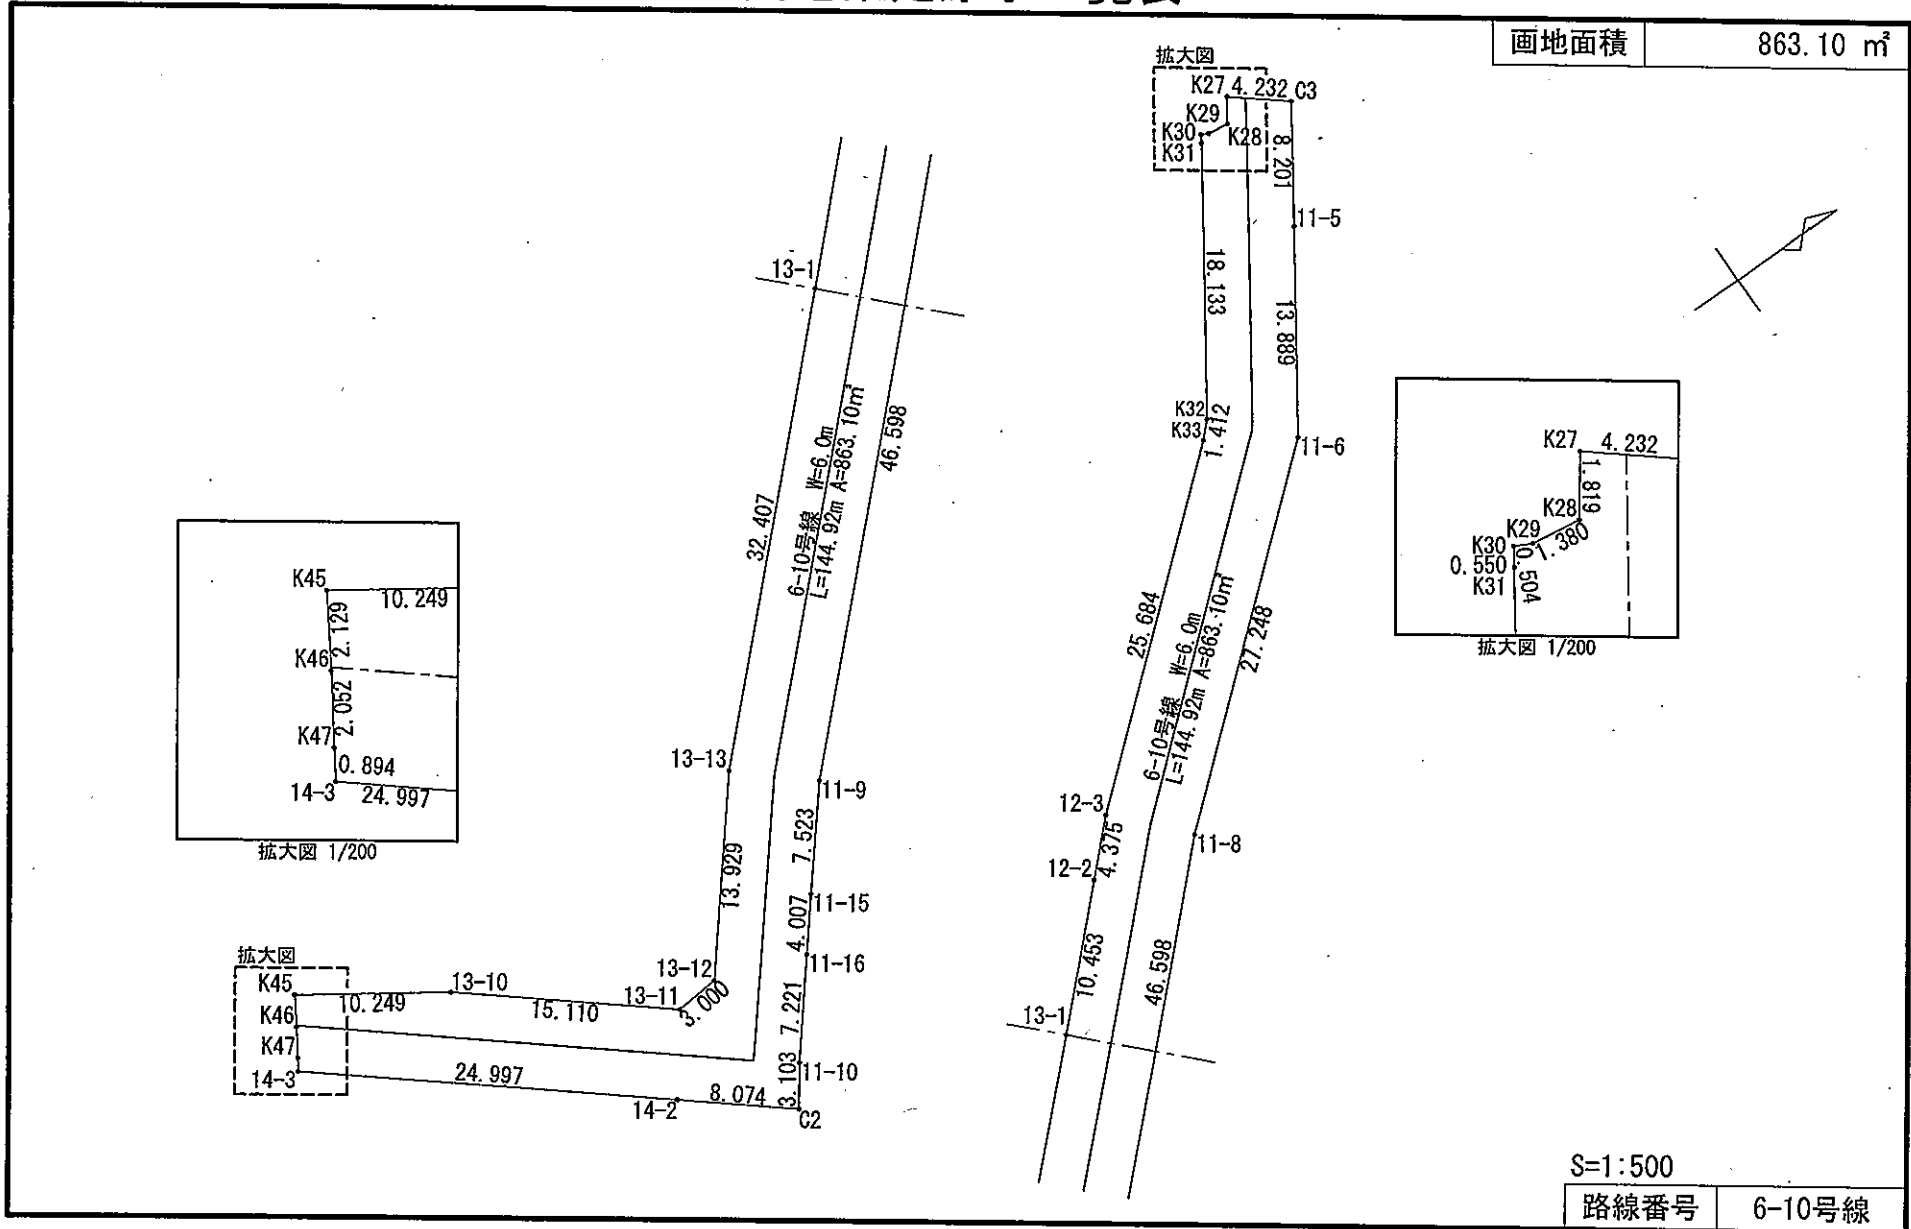 画地面積 863.10 ㎡
拡大図
K27 4.232 C3
K29
K30 K28
K31
8.201
11-5
18.133
13.889
K32
K33
1.412
11-6
25.684
27.248
6-10号線 W=6.0m
L=144.92m A=863.10㎡
12-3
4.375
12-2
11-8
10.453
46.598
13-1
13-1
46.598
32.407
6-10号線 W=6.0m
L=144.92m A=863.10㎡
13-13
11-9
7.523
13.929
11-15
4.007
11-16
13-12
13-11
3.000
7.221
拡大図
K45
10.249
13-10
15.110
K46
K47
14-3
24.997
14-2
8.074
3.103
11-10
C2
K45
10.249
2.129
K46
2.052
K47
0.894
14-3 24.997
拡大図 1/200
K27 4.232
1.819
K28
K29
K30
1.380
0.550
K31
0.504
拡大図 1/200
S=1:500
路線番号 6-10号線